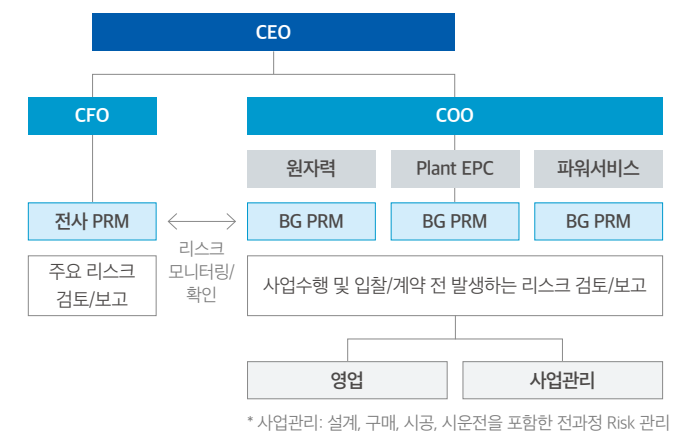 CEO
CFO
COO
원자력
Plant EPC
파워서비스
전사 PRM
BG PRM
BG PRM
BG PRM
리스크
모니터링/
확인
주요 리스크
검토/보고
사업수행 및 입찰/계약 전 발생하는 리스크 검토/보고
영업
사업관리
* 사업관리: 설계, 구매, 시공, 시운전을 포함한 전과정 Risk 관리